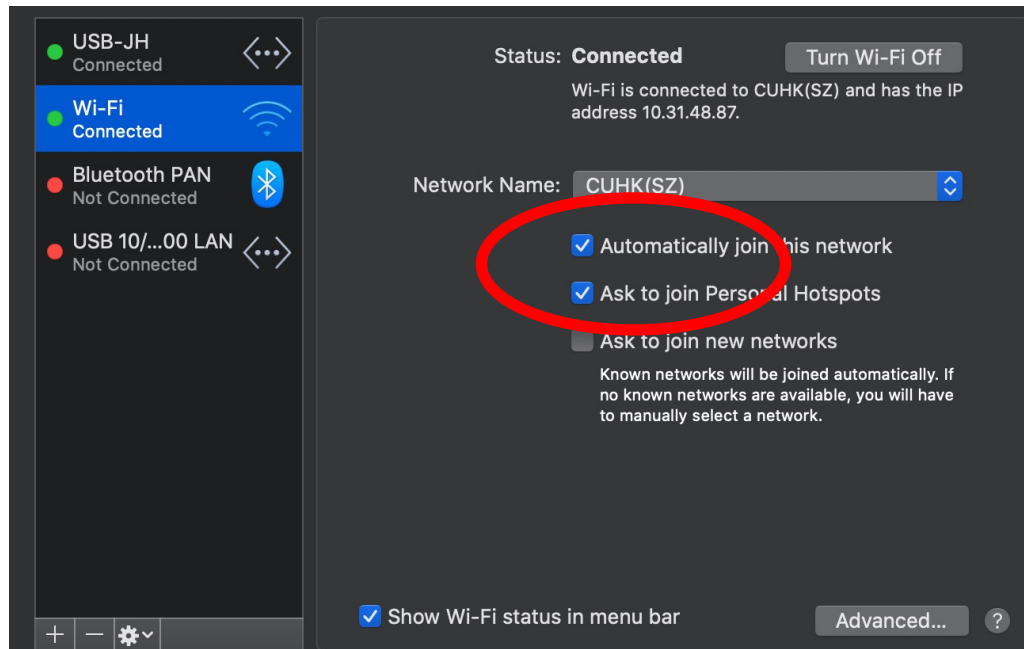 USB-JH
Connected
Wi-Fi
Connected
Bluetooth PAN
Not Connected
USB 10/...00 LAN
Not Connected
Status: Connected
Turn Wi-Fi Off
Wi-Fi is connected to CUHK(SZ) and has the IP
address 10.31.48.87.
Network Name: CUHK(SZ)
Automatically join this network
Ask to join Personal Hotspots
Ask to join new networks
Known networks will be joined automatically. If
no known networks are available, you will have
to manually select a network.
Show Wi-Fi status in menu bar
Advanced...
?